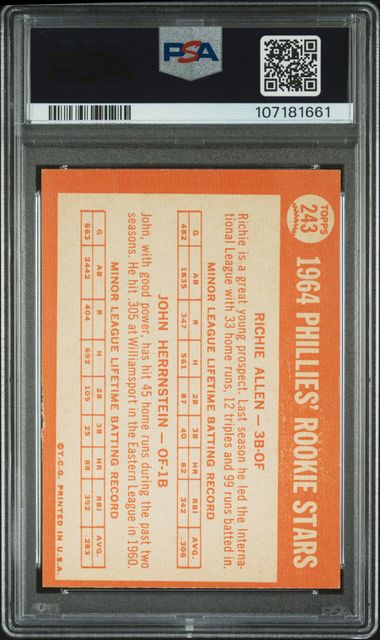 PSA
PSA
107181661
TOPPS
243
1964 PHILLIES' ROOKIE STARS
RICHIE ALLEN — 3B-OF
Richie is a great young prospect. Last season he led the Interna-
tional League with 33 home runs, 12 triples and 99 runs batted in.
MINOR LEAGUE LIFETIME BATTING RECORD
G AB R H 2B 3B HR RBI AVG.
482 1835 347 561 87 40 82 342 .306
JOHN HERRNSTEIN — OF-1B
John, with good power, has hit 45 home runs during the past two
seasons. He hit .305 at Williamsport in the Eastern League in 1960.
MINOR LEAGUE LIFETIME BATTING RECORD
G AB R H 2B 3B HR RBI AVG.
663 2442 404 692 105 25 88 392 .283
© T.C.G. PRINTED IN U.S.A.
PSA